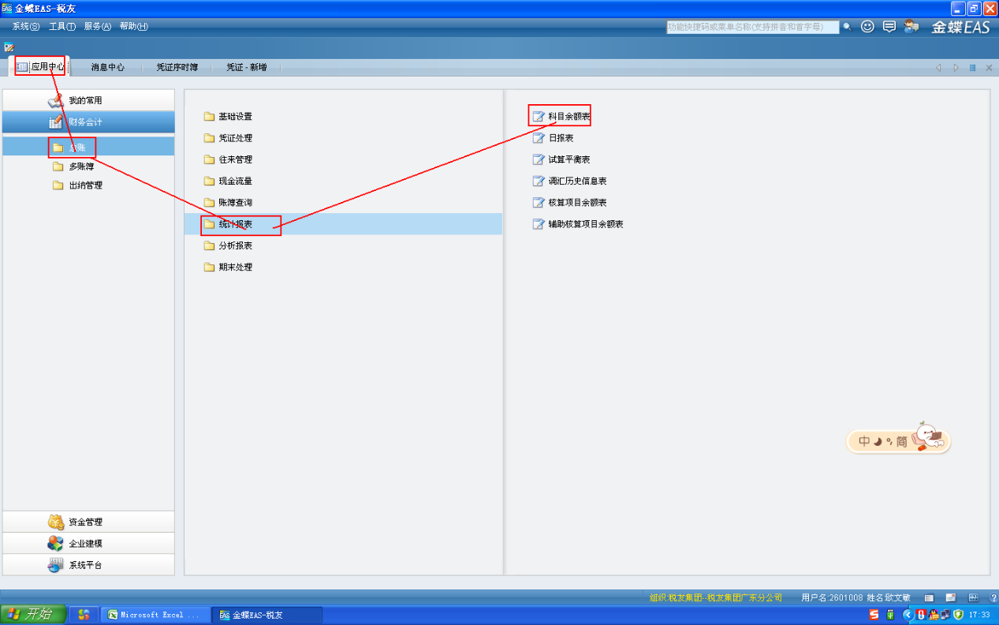 金蝶EAS-税友
系统(S) 工具(T) 服务(A) 帮助(H)
功能快捷码或菜单名称(支持拼音和首字母)
金蝶EAS
应用中心 消息中心 凭证序时簿 凭证 - 新增
我的常用
财务会计
总账
多账簿
出纳管理
基础设置
凭证处理
往来管理
现金流量
账簿查询
统计报表
分析报表
期末处理
科目余额表
日报表
试算平衡表
调汇历史信息表
核算项目余额表
辅助核算项目余额表
中 简
资金管理
企业建模
系统平台
组织:税友集团--税友集团广东分公司 用户名:2601008 姓名:欧文敏
开始 Microsoft Excel ... 金蝶EAS-税友 17:33